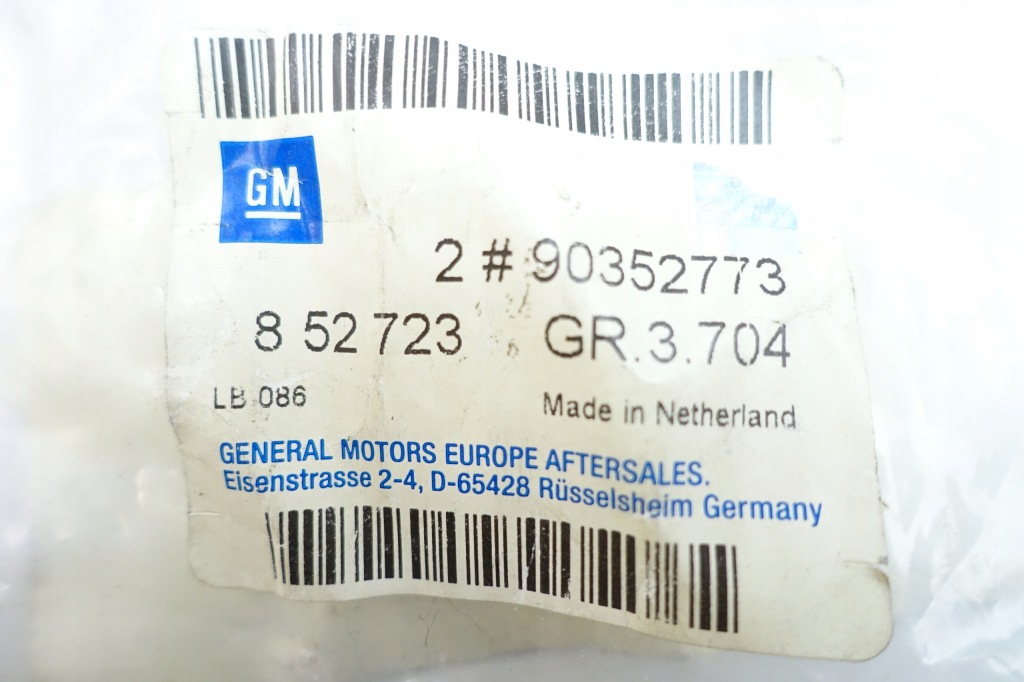 GM
2 # 90352773
8 52 723 GR.3.704
LB 086 Made in Netherland
GENERAL MOTORS EUROPE AFTERSALES.
Eisenstrasse 2-4, D-65428 Rüsselsheim Germany